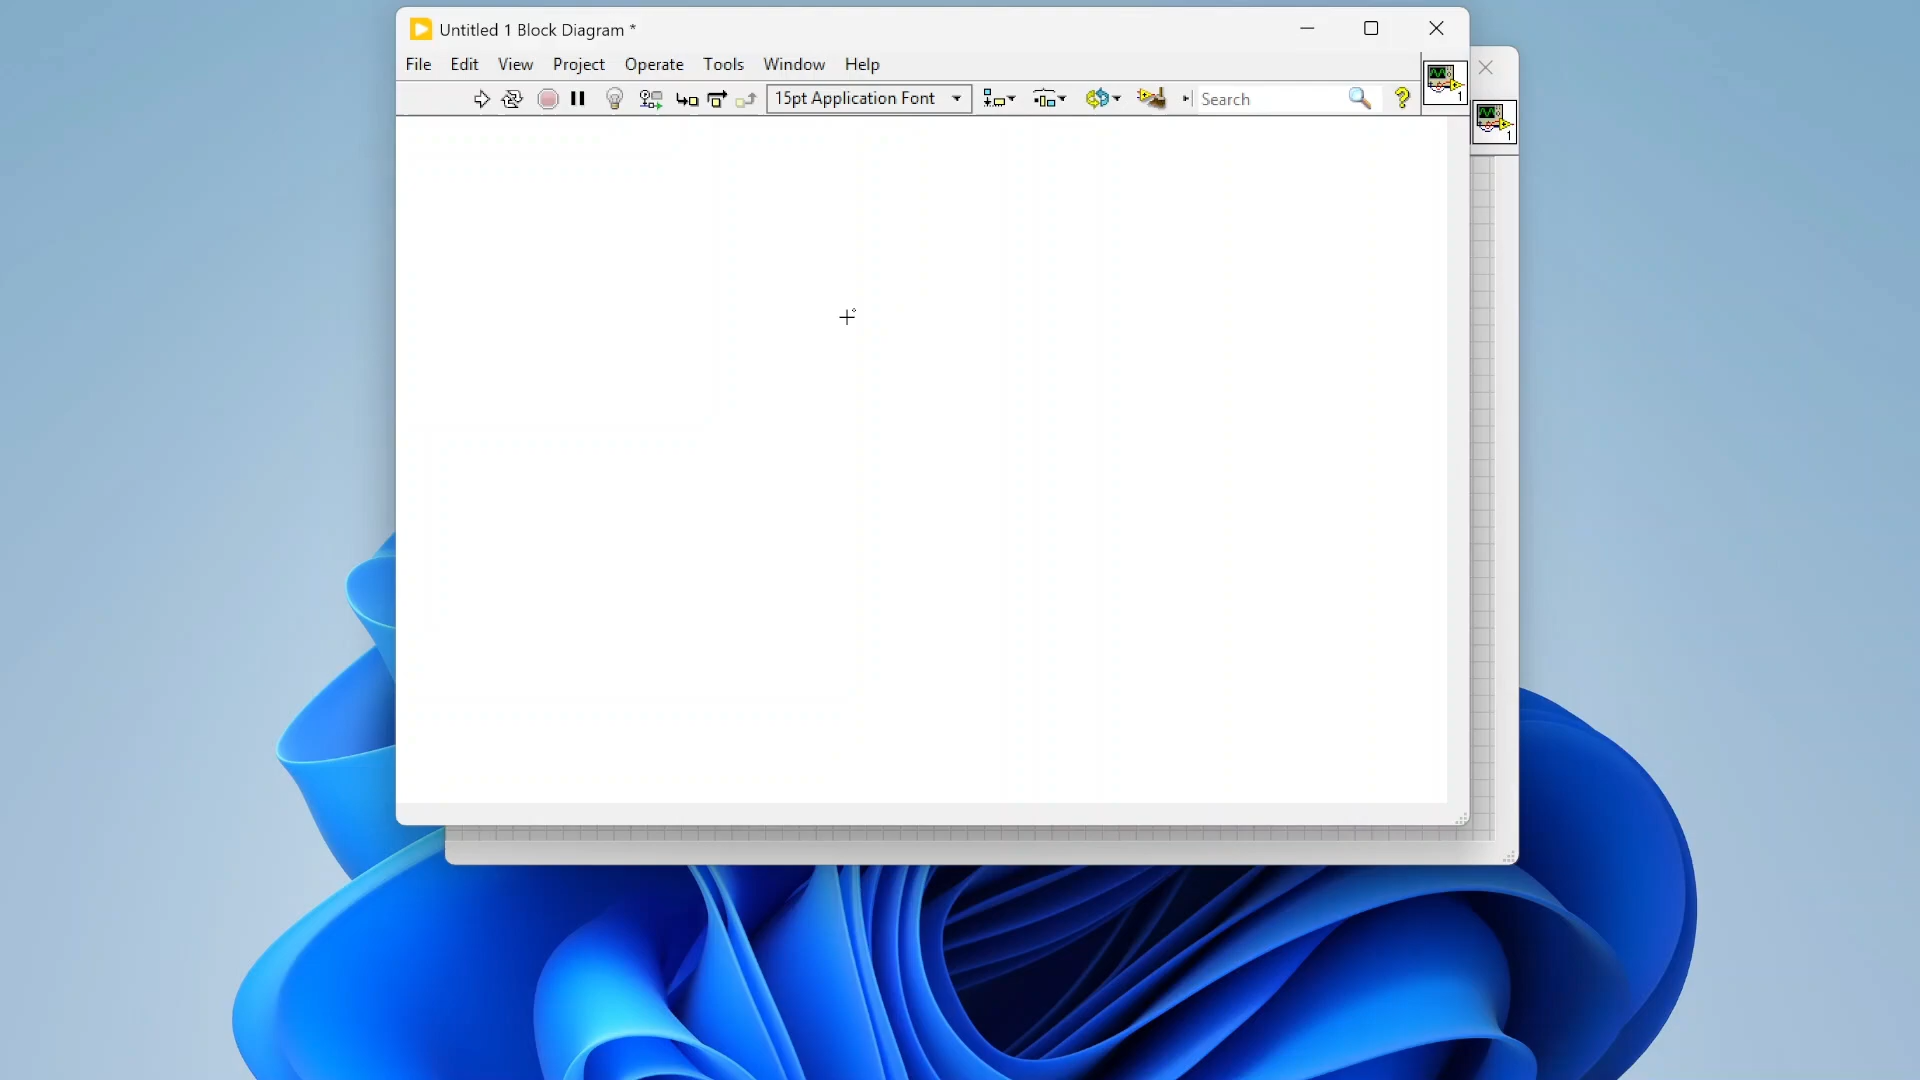 Untitled 1 Block Diagram *
File Edit View Project Operate Tools Window Help
15pt Application Font
Search
?
1
1